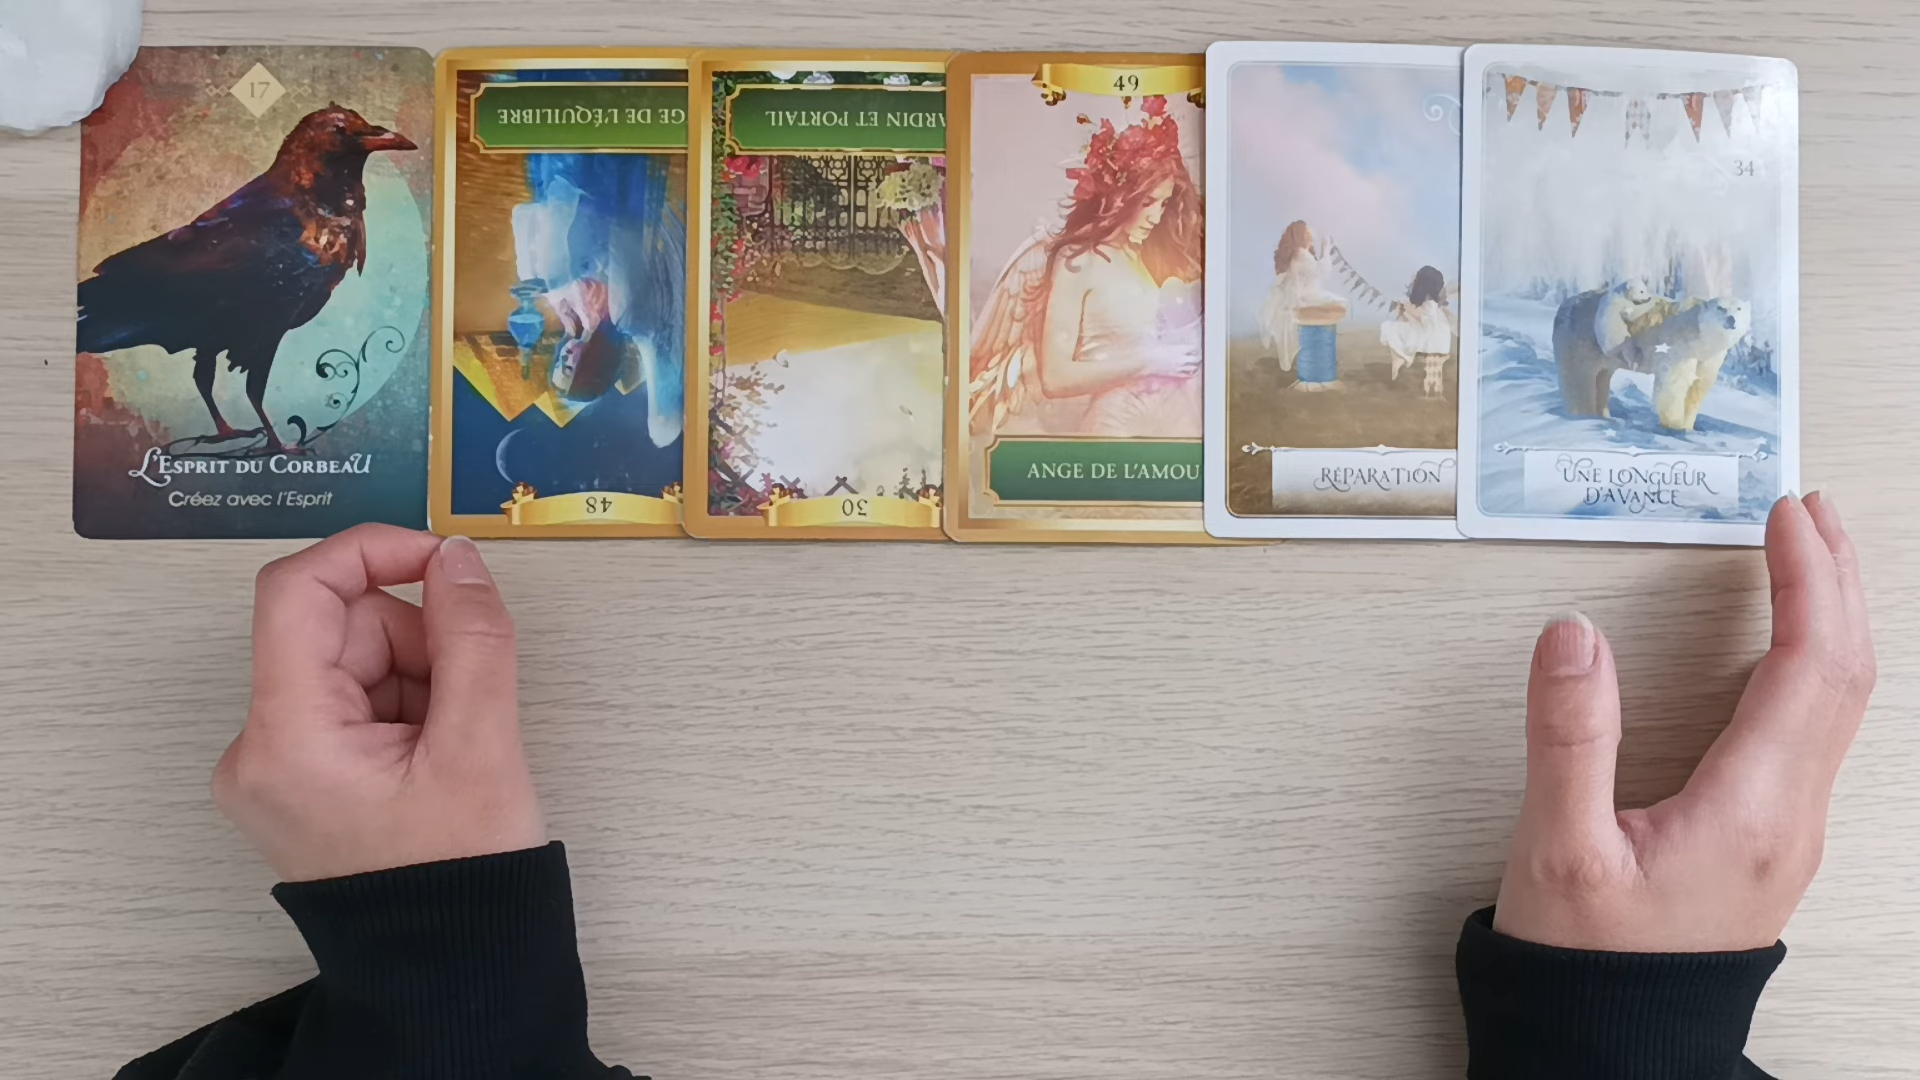 17
L'ESPRIT DU CORBEAU
Créez avec l'Esprit
GE DE L'ÉQUILIBRE
48
ARDIN ET PORTAIL
30
49
ANGE DE L'AMOU
RÉPARATION
34
UNE LONGUEUR
D'AVANCE